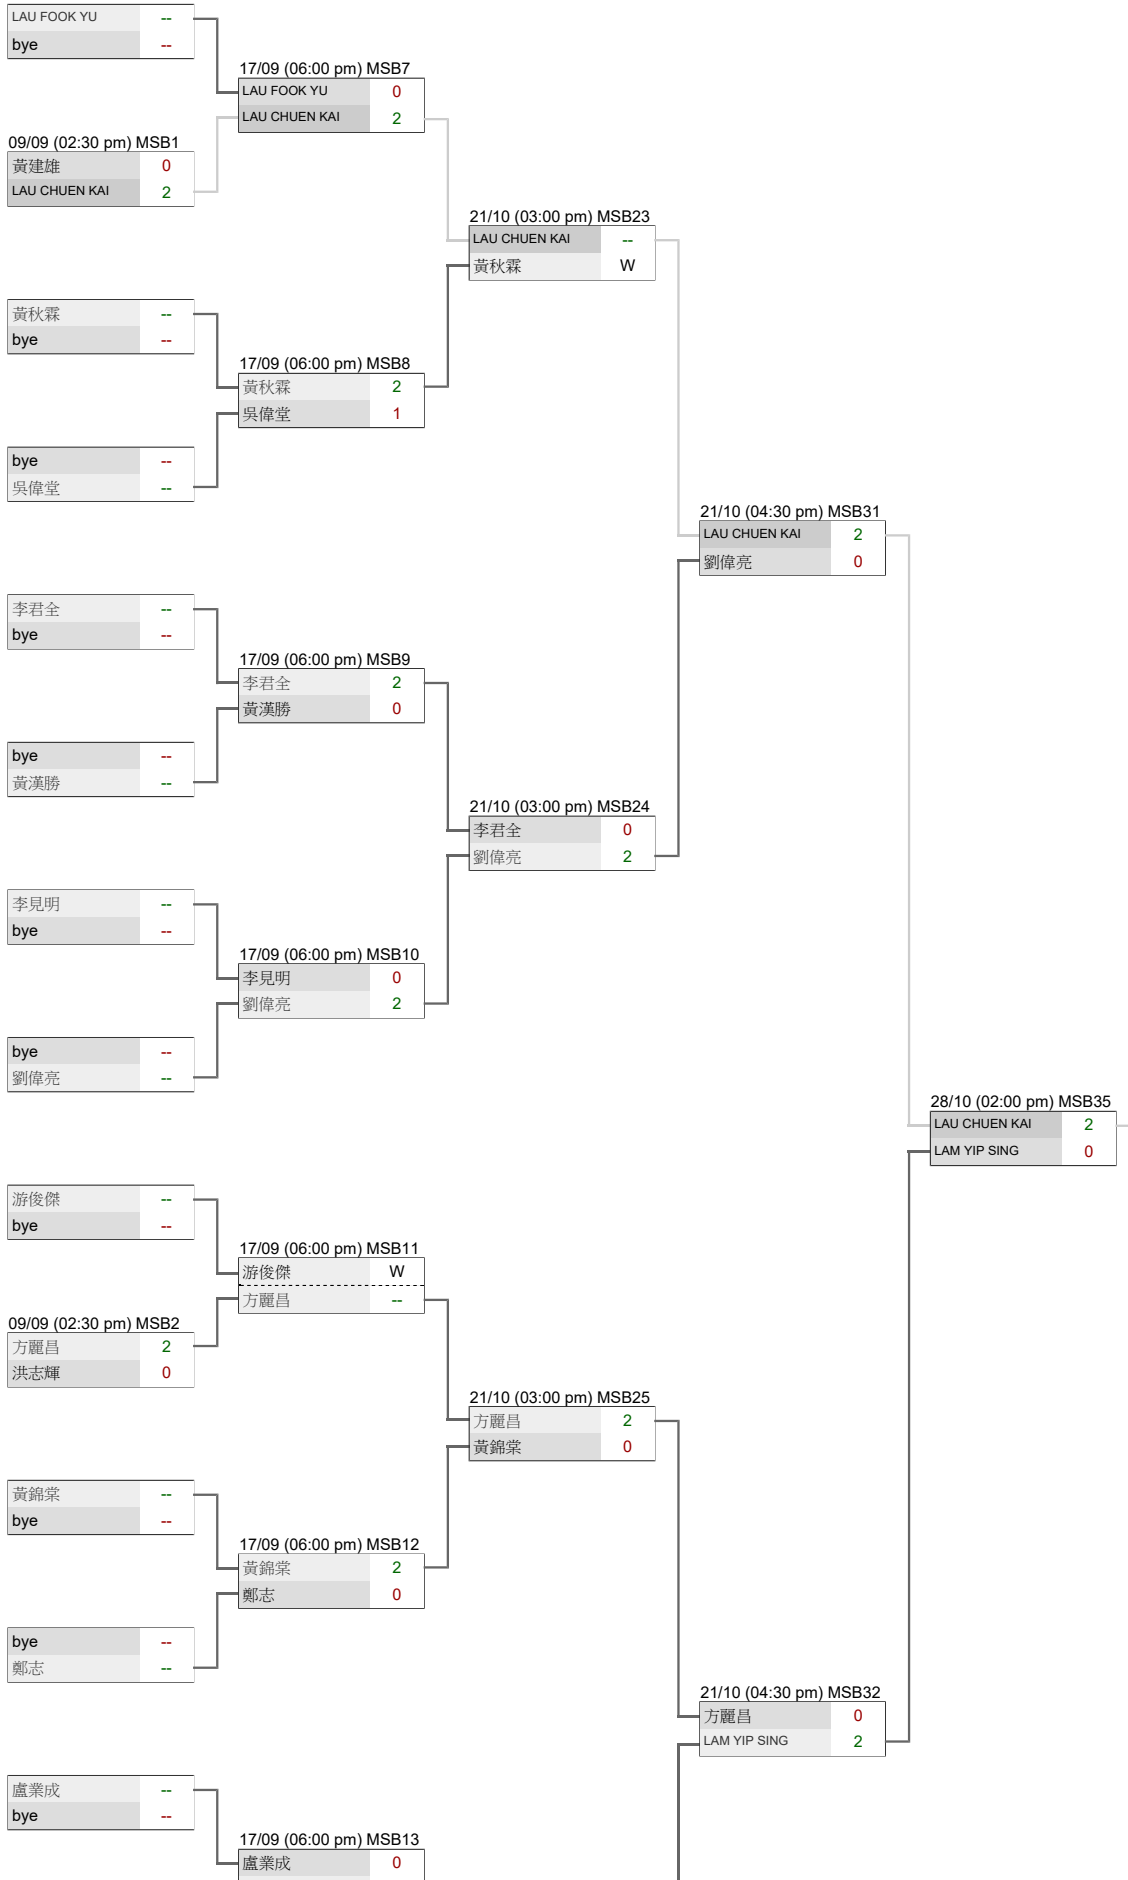 LAU FOOK YU --
bye --
17/09 (06:00 pm) MSB7
LAU FOOK YU 0
LAU CHUEN KAI 2
09/09 (02:30 pm) MSB1
黃建雄 0
LAU CHUEN KAI 2
21/10 (03:00 pm) MSB23
LAU CHUEN KAI --
黃秋霖 W
黃秋霖 --
bye --
17/09 (06:00 pm) MSB8
黃秋霖 2
吳偉堂 1
bye --
吳偉堂 --
21/10 (04:30 pm) MSB31
LAU CHUEN KAI 2
劉偉亮 0
李君全 --
bye --
17/09 (06:00 pm) MSB9
李君全 2
黃漢勝 0
bye --
黃漢勝 --
21/10 (03:00 pm) MSB24
李君全 0
劉偉亮 2
李見明 --
bye --
17/09 (06:00 pm) MSB10
李見明 0
劉偉亮 2
bye --
劉偉亮 --
28/10 (02:00 pm) MSB35
LAU CHUEN KAI 2
LAM YIP SING 0
游俊傑 --
bye --
17/09 (06:00 pm) MSB11
游俊傑 W
方麗昌 --
09/09 (02:30 pm) MSB2
方麗昌 2
洪志輝 0
21/10 (03:00 pm) MSB25
方麗昌 2
黃錦棠 0
黃錦棠 --
bye --
17/09 (06:00 pm) MSB12
黃錦棠 2
鄭志 0
bye --
鄭志 --
21/10 (04:30 pm) MSB32
方麗昌 0
LAM YIP SING 2
盧業成 --
bye --
17/09 (06:00 pm) MSB13
盧業成 0